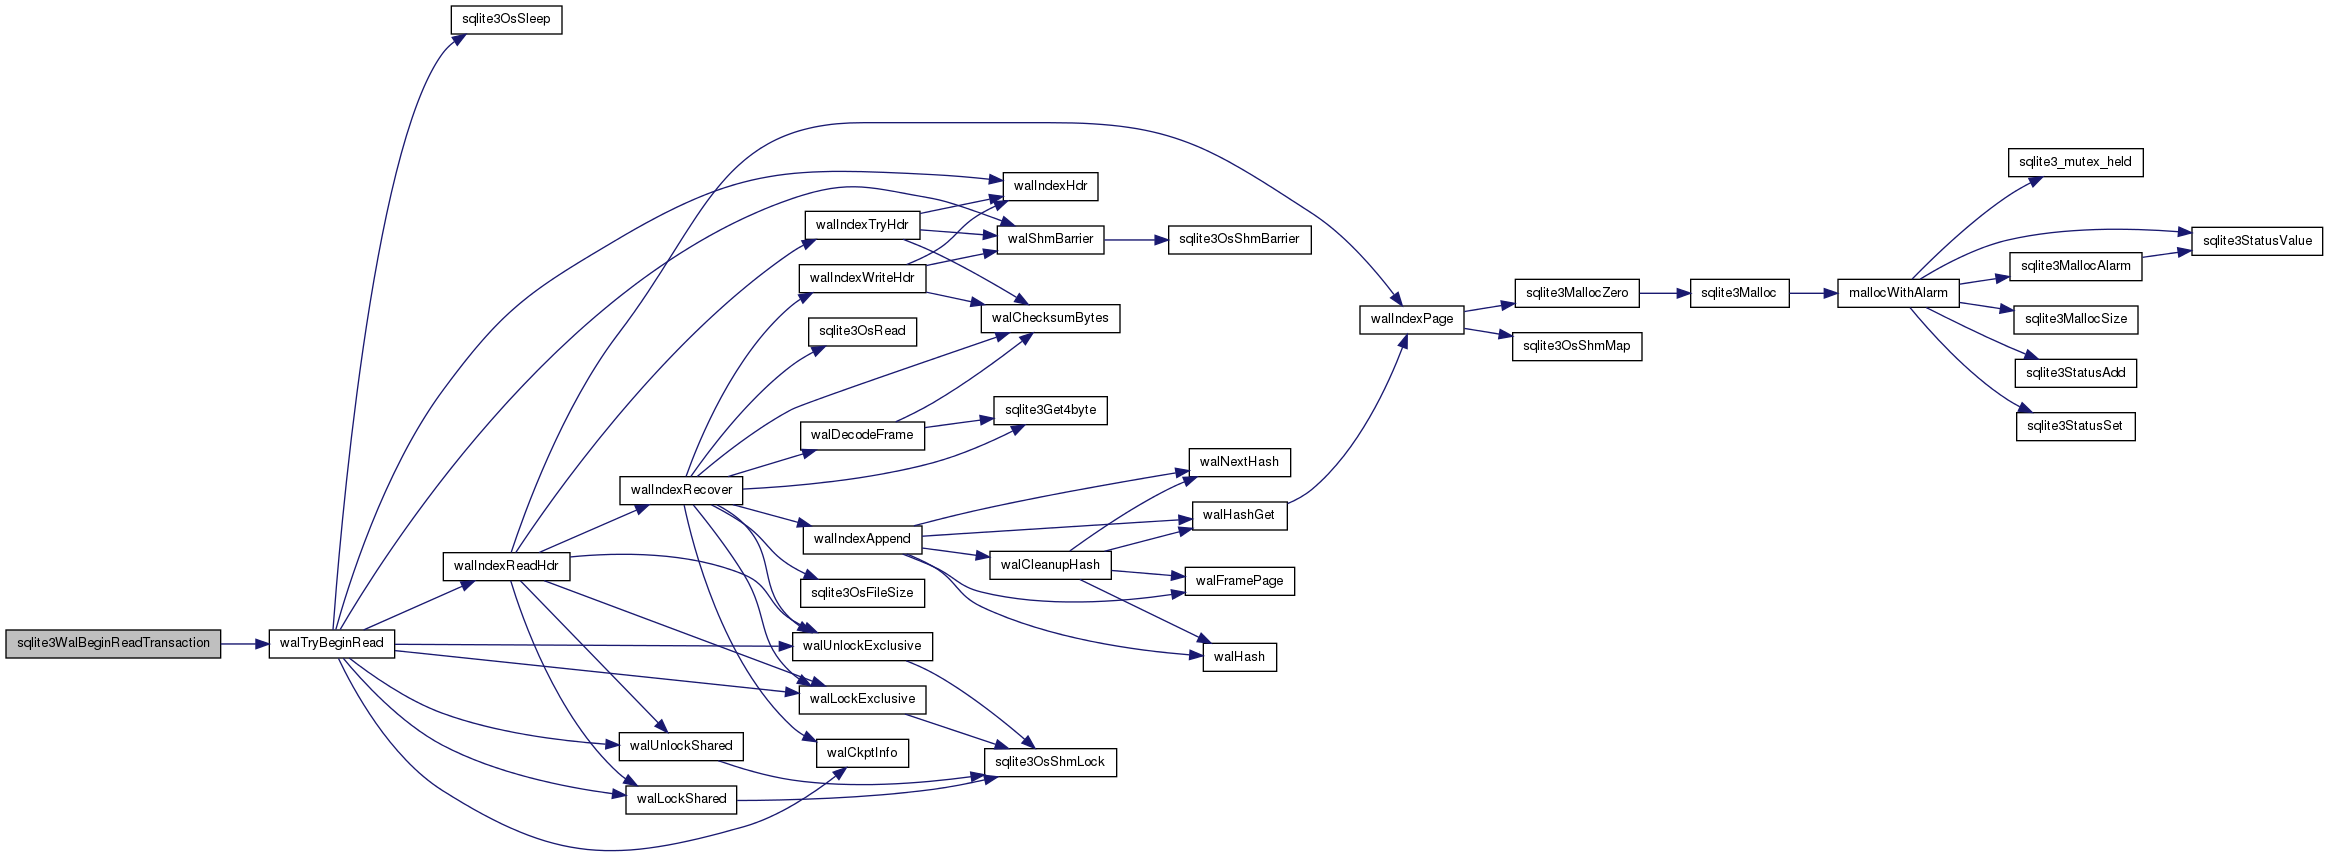 sqlite3OsSleep
sqlite3_mutex_held
walIndexHdr
walIndexTryHdr
walShmBarrier
sqlite3OsShmBarrier
sqlite3StatusValue
sqlite3MallocAlarm
walIndexWriteHdr
sqlite3MallocZero
sqlite3Malloc
mallocWithAlarm
walChecksumBytes
walIndexPage
sqlite3MallocSize
sqlite3OsRead
sqlite3OsShmMap
sqlite3StatusAdd
sqlite3Get4byte
sqlite3StatusSet
walDecodeFrame
walNextHash
walIndexRecover
walHashGet
walIndexAppend
walIndexReadHdr
walCleanupHash
walFramePage
sqlite3OsFileSize
sqlite3WalBeginReadTransaction
walTryBeginRead
walUnlockExclusive
walHash
walLockExclusive
walUnlockShared
walCkptInfo
sqlite3OsShmLock
walLockShared